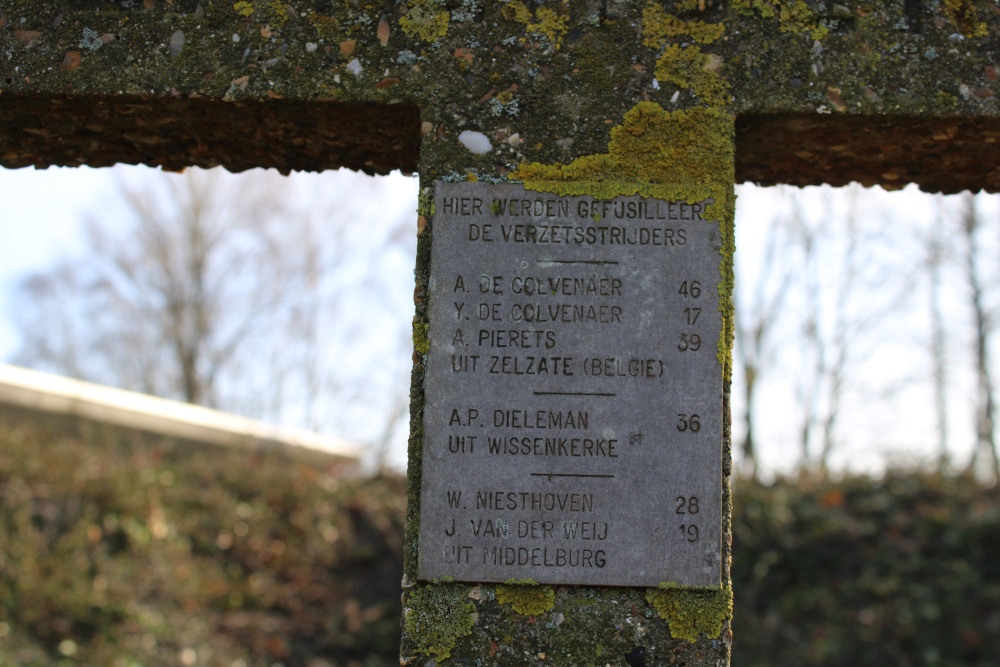 HIER WERDEN GEFUSILLEERD
DE VERZETSSTRIJDERS
A. DE COLVENAER 46
Y. DE COLVENAER 17
A. PIERETS 39
UIT ZELZATE (BELGIE)
A.P. DIELEMAN 36
UIT WISSENKERKE
W. NIESTHOVEN 28
J. VAN DER WEIJ 19
UIT MIDDELBURG